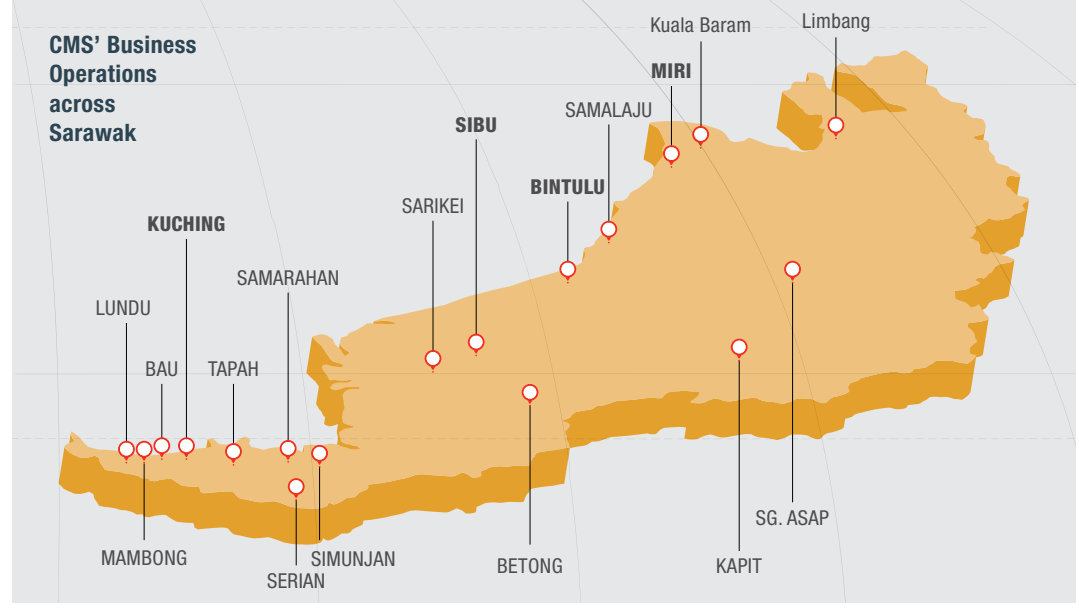 CMS’ Business
Operations
across
Sarawak
Kuala Baram
Limbang
MIRI
SAMALAJU
SIBU
BINTULU
SARIKEI
KUCHING
SAMARAHAN
LUNDU
BAU
TAPAH
SG. ASAP
MAMBONG
SIMUNJAN
SERIAN
BETONG
KAPIT